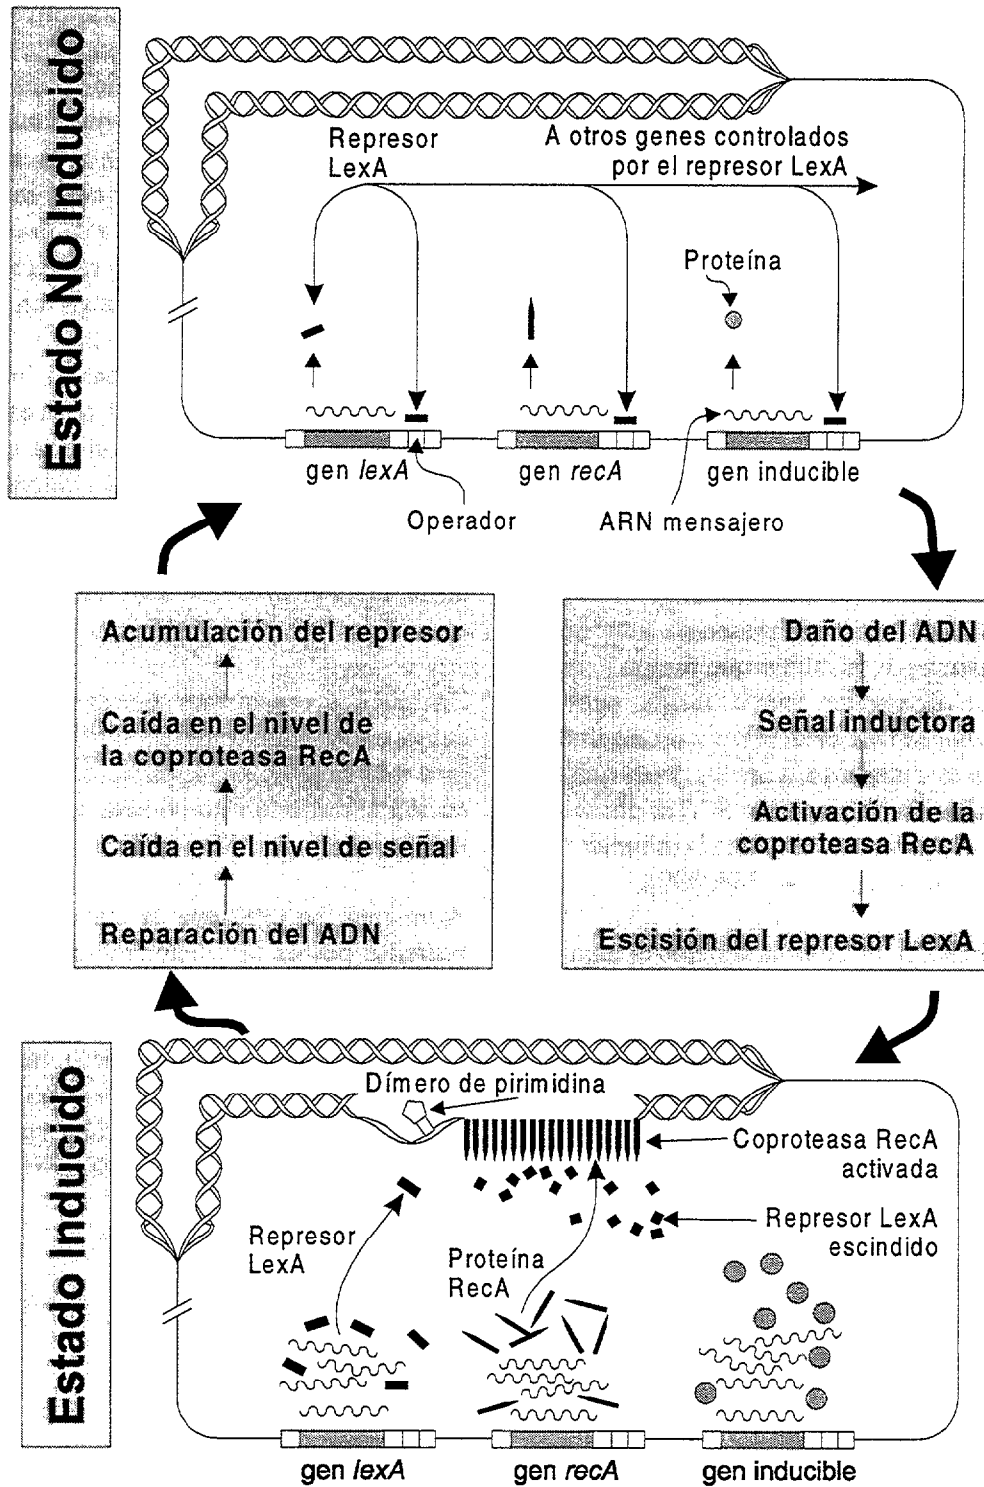 Estado NO Inducido
Represor
LexA
A otros genes controlados
por el represor LexA
Proteína
gen lexA
gen recA
gen inducible
Operador
ARN mensajero
Acumulación del represor
Caída en el nivel de
la coproteasa RecA
Caída en el nivel de señal
Reparación del ADN
Daño del ADN
Señal inductora
Activación de la
coproteasa RecA
Escisión del represor LexA
Estado Inducido
Dímero de pirimidina
Coproteasa RecA
activada
Represor
LexA
Proteína
RecA
Represor LexA
escindido
gen lexA
gen recA
gen inducible